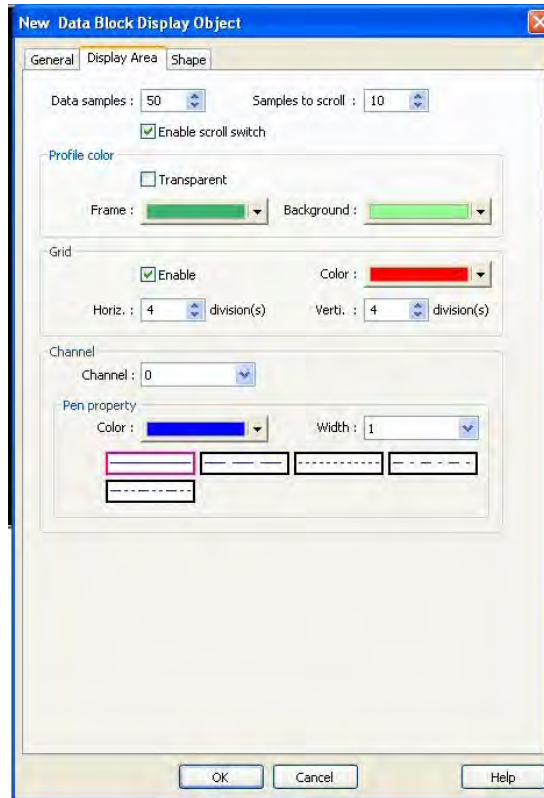 New Data Block Display Object
General Display Area Shape
Data samples : 50 Samples to scroll : 10
Enable scroll switch
Profile color
Transparent
Frame : Background :
Grid
Enable Color :
Horiz. : 4 division(s) Verti. : 4 division(s)
Channel
Channel : 0
Pen property
Color : Width : 1
OK Cancel Help